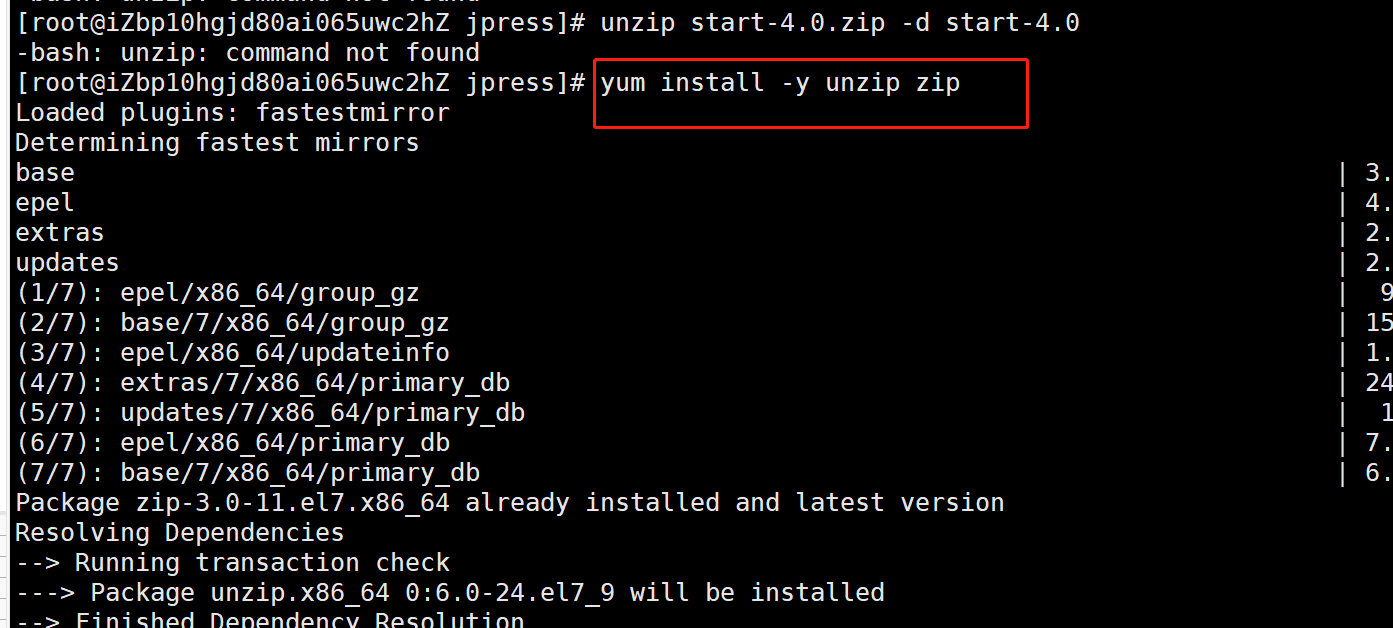 -bash: unzip: command not found
[root@iZbp10hgjd80ai065uwc2hZ jpress]# unzip start-4.0.zip -d start-4.0
-bash: unzip: command not found
[root@iZbp10hgjd80ai065uwc2hZ jpress]# yum install -y unzip zip
Loaded plugins: fastestmirror
Determining fastest mirrors
base | 3.
epel | 4.
extras | 2.
updates | 2.
(1/7): epel/x86_64/group_gz | 9
(2/7): base/7/x86_64/group_gz | 15
(3/7): epel/x86_64/updateinfo | 1.
(4/7): extras/7/x86_64/primary_db | 24
(5/7): updates/7/x86_64/primary_db | 1
(6/7): epel/x86_64/primary_db | 7.
(7/7): base/7/x86_64/primary_db | 6.
Package zip-3.0-11.el7.x86_64 already installed and latest version
Resolving Dependencies
--> Running transaction check
---> Package unzip.x86_64 0:6.0-24.el7_9 will be installed
--> Finished Dependency Resolution